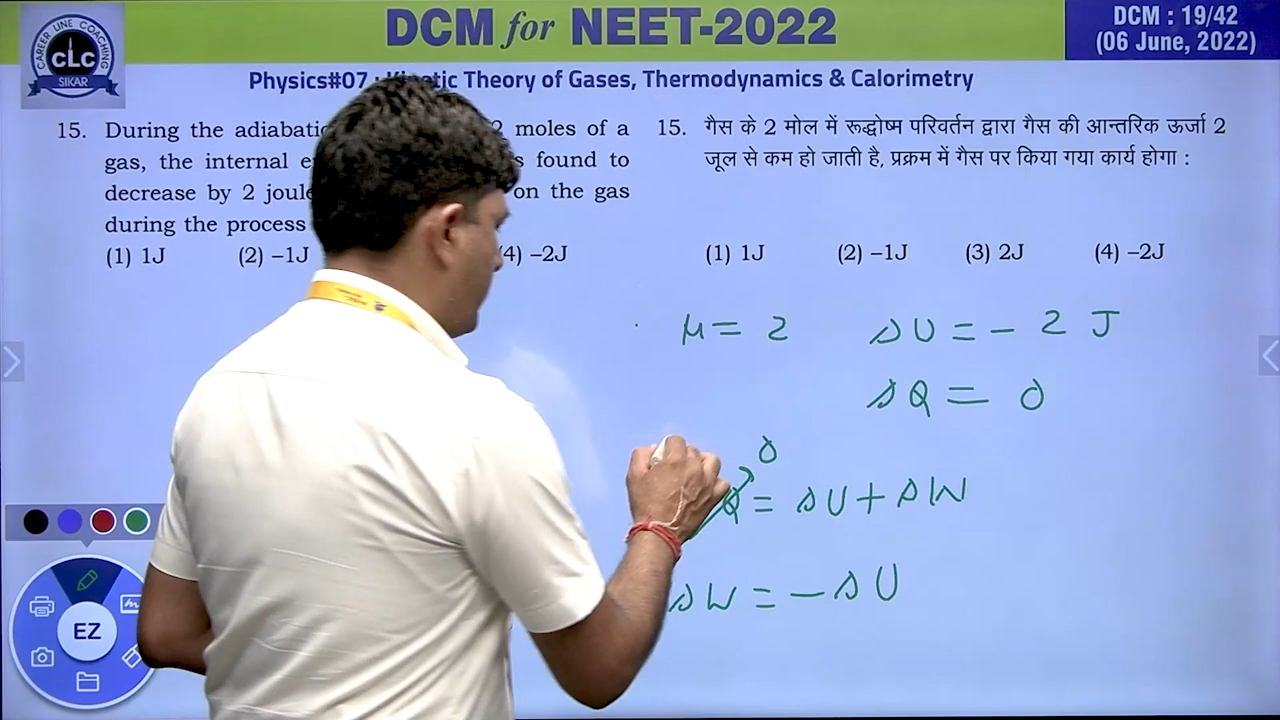 DCM for NEET-2022
DCM : 19/42
(06 June, 2022)
CAREER LINE COACHING
CLC
SIKAR
Physics#07 : Kinetic Theory of Gases, Thermodynamics & Calorimetry
15. During the adiabatic 2 moles of a
gas, the internal s found to
decrease by 2 joule on the gas
during the process
(1) 1J (2) –1J (4) –2J
15. गैस के 2 मोल में रूद्धोष्म परिवर्तन द्वारा गैस की आन्तरिक ऊर्जा 2
जूल से कम हो जाती है, प्रक्रम में गैस पर किया गया कार्य होगा :
(1) 1J (2) –1J (3) 2J (4) –2J
μ = 2 ΔU = - 2 J
ΔQ = 0
0
Q = ΔU + ΔW
ΔW = - ΔU
EZ